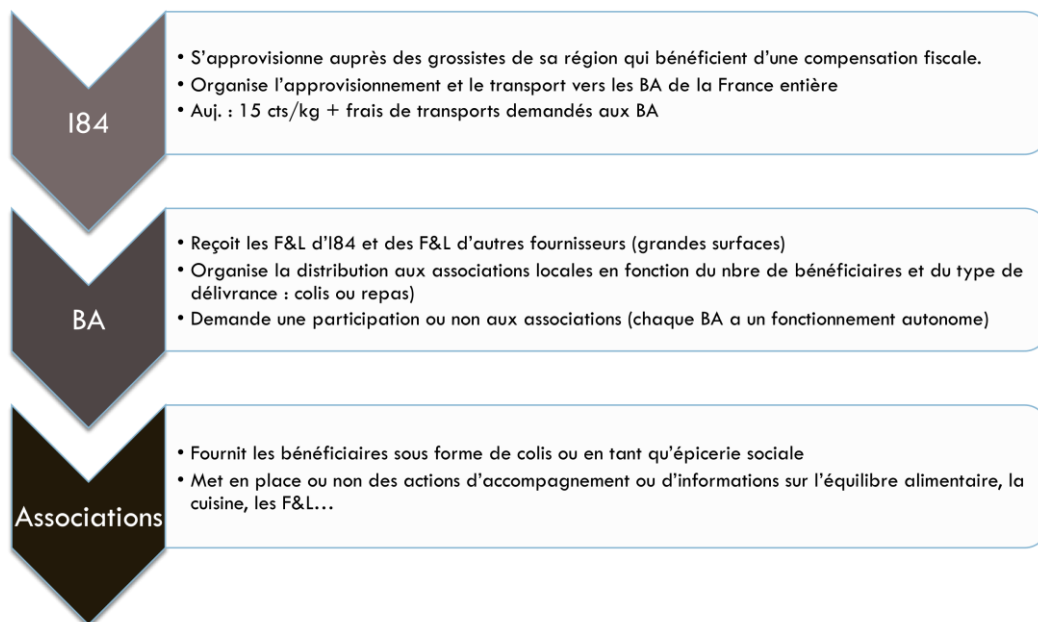 I84
• S'approvisionne auprès des grossistes de sa région qui bénéficient d'une compensation fiscale.
• Organise l'approvisionnement et le transport vers les BA de la France entière
• Auj. : 15 cts/kg + frais de transports demandés aux BA
BA
• Reçoit les F&L d'I84 et des F&L d'autres fournisseurs (grandes surfaces)
• Organise la distribution aux associations locales en fonction du nbre de bénéficiaires et du type de
délivrance : colis ou repas)
• Demande une participation ou non aux associations (chaque BA a un fonctionnement autonome)
Associations
• Fournit les bénéficiaires sous forme de colis ou en tant qu'épicerie sociale
• Met en place ou non des actions d'accompagnement ou d'informations sur l'équilibre alimentaire, la
cuisine, les F&L…